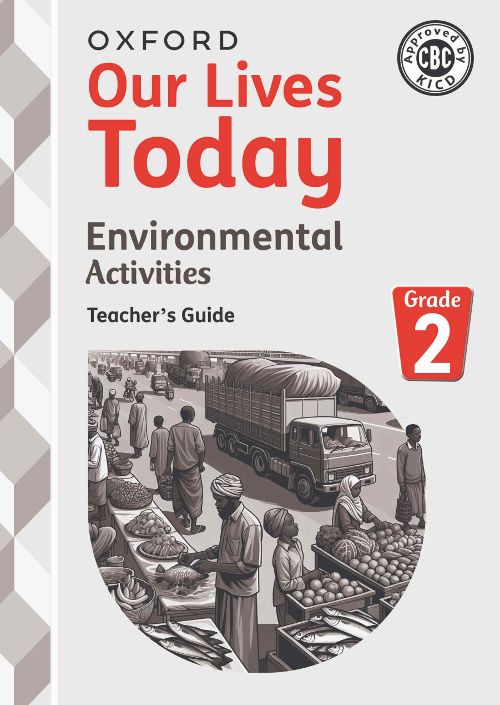 OXFORD
Our Lives
Today
Environmental
Activities
Teacher's Guide
Approved by
CBC
KICD
Grade
2